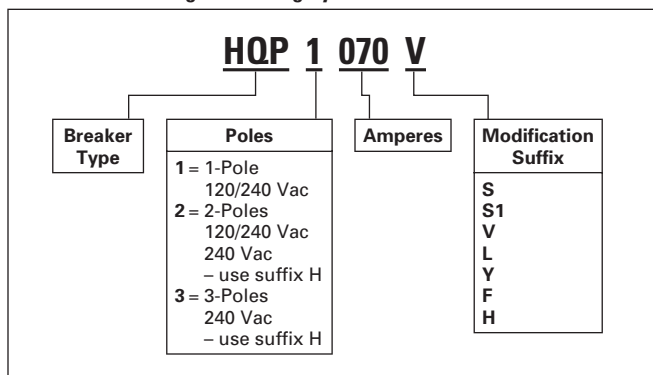 HQP 1 070 V
Breaker
Type
Poles
1 = 1-Pole
120/240 Vac
2 = 2-Poles
120/240 Vac
240 Vac
– use suffix H
3 = 3-Poles
240 Vac
– use suffix H
Amperes
Modification
Suffix
S
S1
V
L
Y
F
H